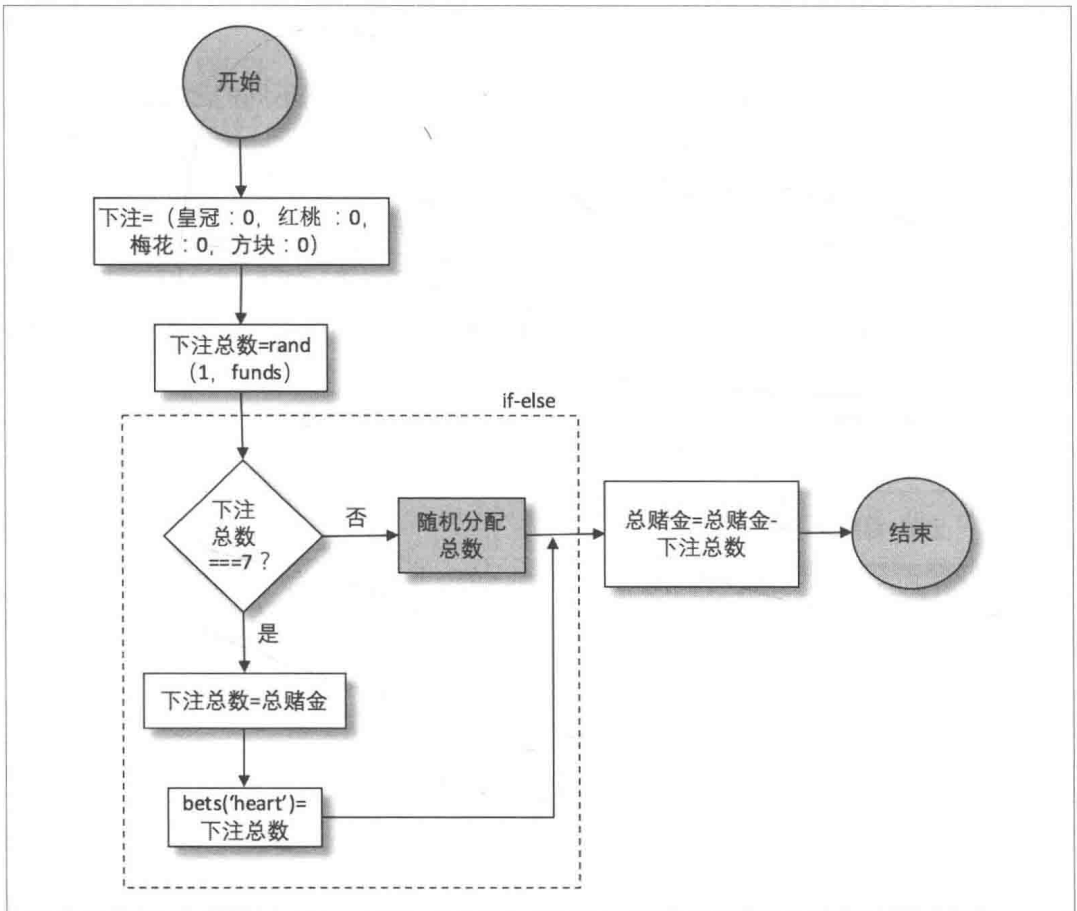 开始
下注=（皇冠：0，红桃：0，
梅花：0，方块：0）
下注总数=rand
（1，funds）
if-else
下注
总数
===7？
否
随机分配
总数
总赌金=总赌金-
下注总数
结束
是
下注总数=总赌金
bets(‘heart’)=
下注总数